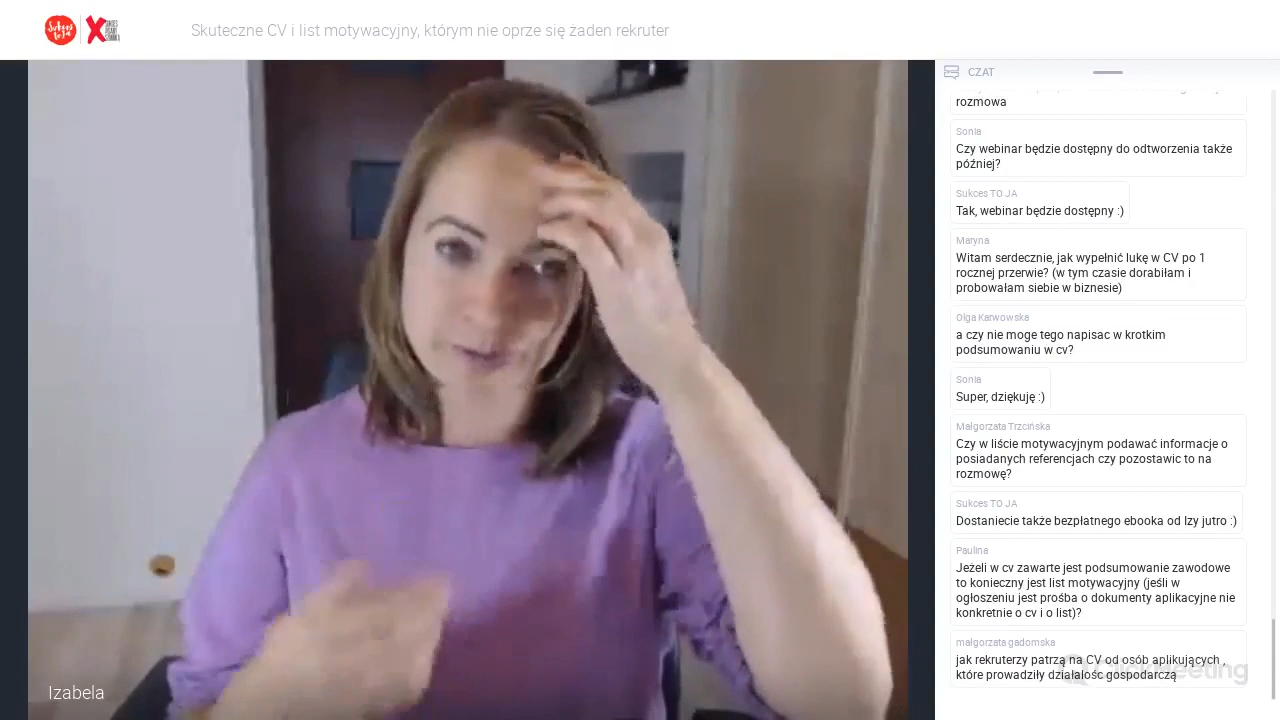 Sukces
to Ja
Skuteczne CV i list motywacyjny, którym nie oprze się żaden rekruter
CZAT
rozmowa
Sonia
Czy webinar będzie dostępny do odtworzenia także
później?
Sukces TO JA
Tak, webinar będzie dostępny :)
Maryna
Witam serdecznie, jak wypełnić lukę w CV po 1
rocznej przerwie? (w tym czasie dorabiłam i
probowałam siebie w biznesie)
Olga Karwowska
a czy nie moge tego napisac w krotkim
podsumowaniu w cv?
Sonia
Super, dziękuję :)
Małgorzata Trzcińska
Czy w liście motywacyjnym podawać informacje o
posiadanych referencjach czy pozostawic to na
rozmowę?
Sukces TO JA
Dostaniecie także bezpłatnego ebooka od Izy jutro :)
Paulina
Jeżeli w cv zawarte jest podsumowanie zawodowe
to konieczny jest list motywacyjny (jeśli w
ogłoszeniu jest prośba o dokumenty aplikacyjne nie
konkretnie o cv i o list)?
małgorzata gadomska
jak rekruterzy patrzą na CV od osób aplikujących ,
które prowadziły działalośc gospodarczą
ClickMeeting
Izabela